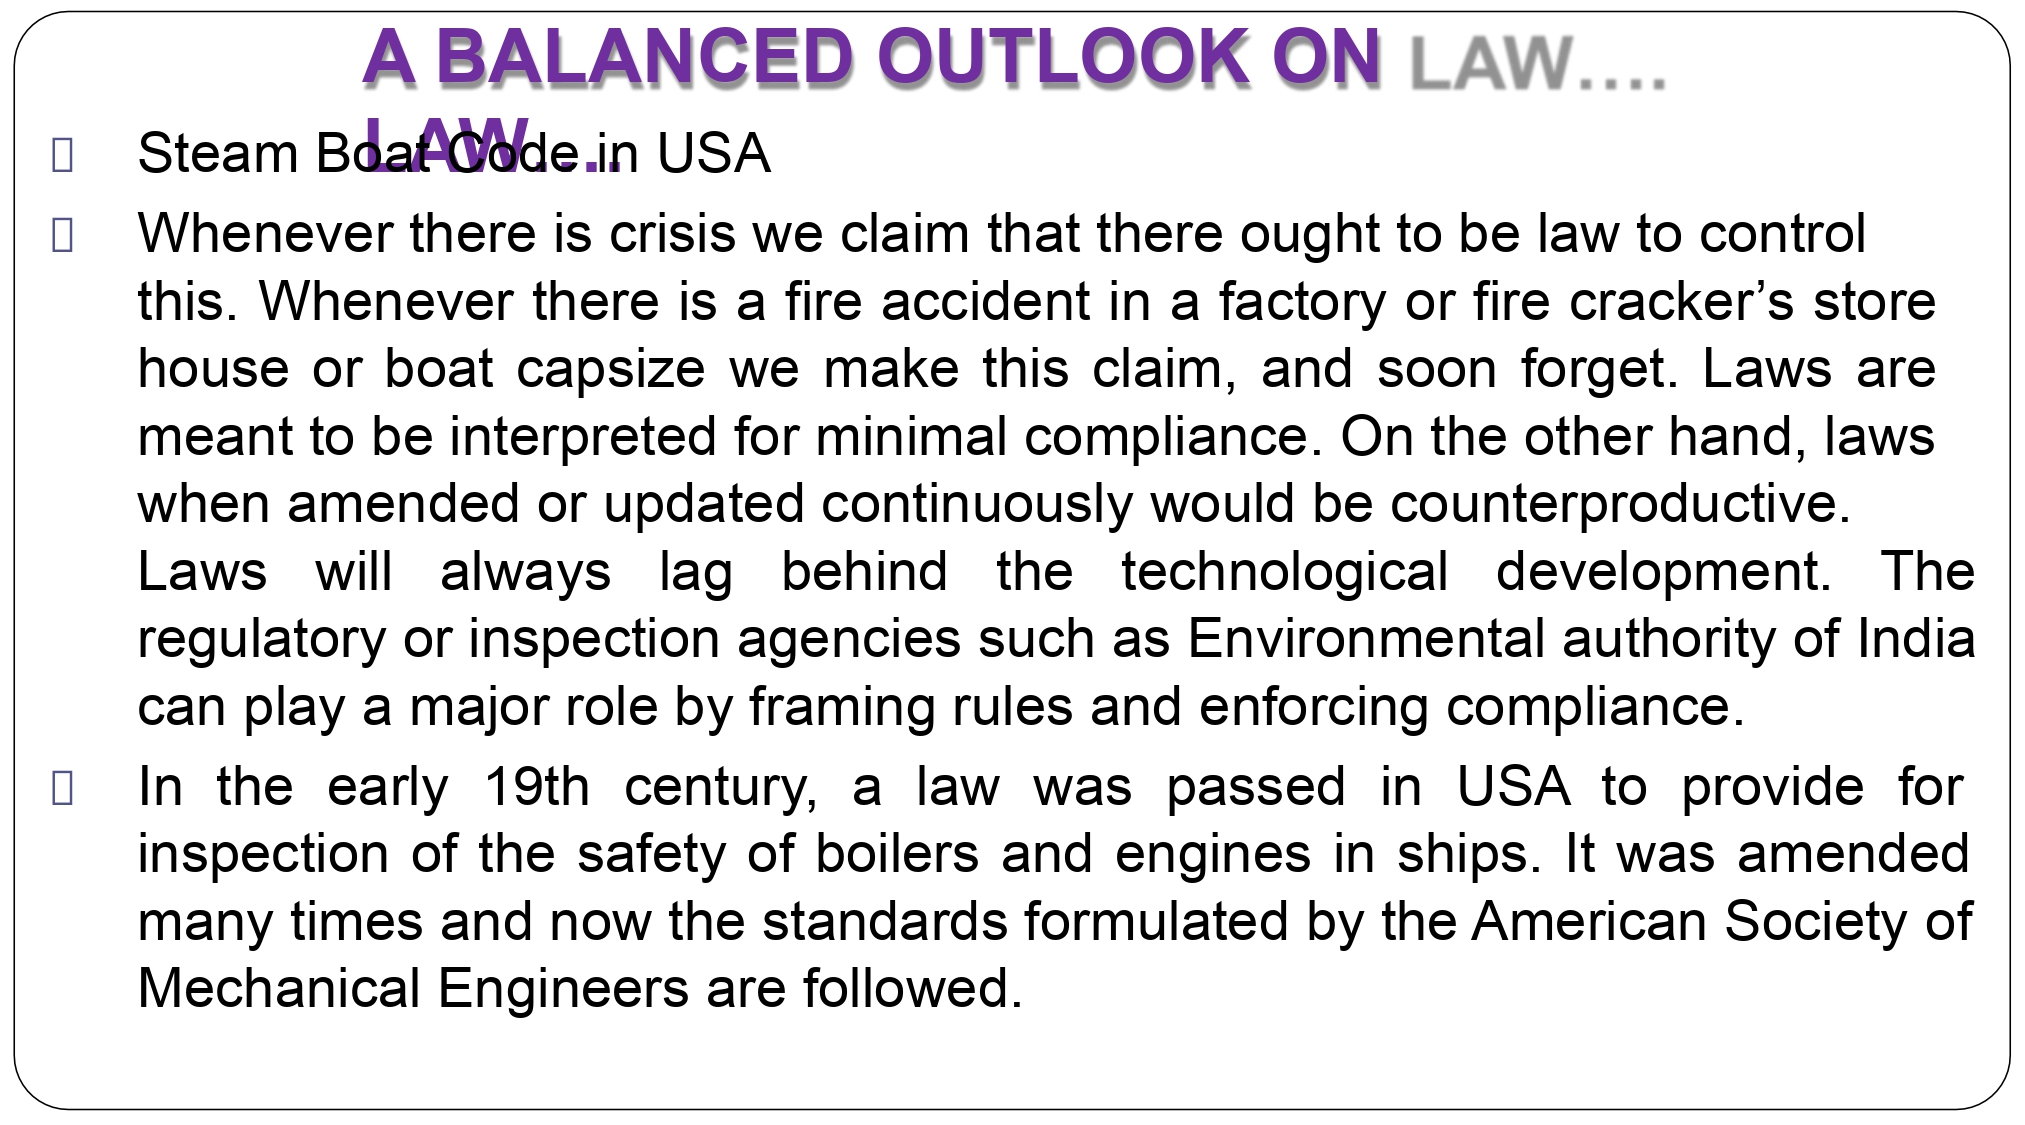 A BALANCED OUTLOOK ON LAW….
LAW….
Steam Boat Code in USA
Whenever there is crisis we claim that there ought to be law to control
this. Whenever there is a fire accident in a factory or fire cracker’s store
house or boat capsize we make this claim, and soon forget. Laws are
meant to be interpreted for minimal compliance. On the other hand, laws
when amended or updated continuously would be counterproductive.
Laws will always lag behind the technological development. The
regulatory or inspection agencies such as Environmental authority of India
can play a major role by framing rules and enforcing compliance.
In the early 19th century, a law was passed in USA to provide for
inspection of the safety of boilers and engines in ships. It was amended
many times and now the standards formulated by the American Society of
Mechanical Engineers are followed.